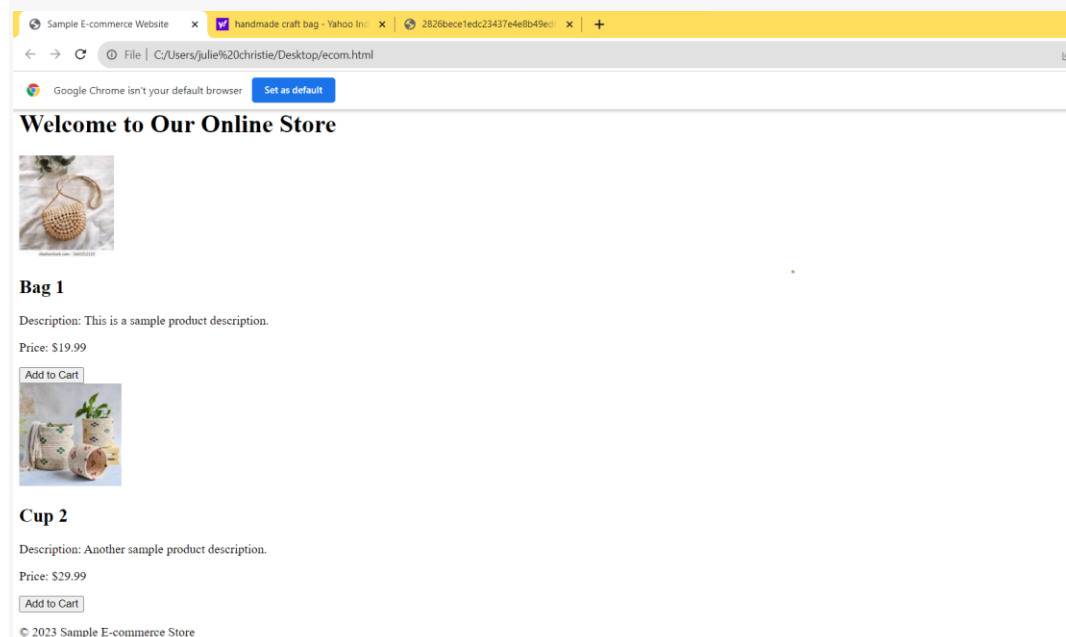 Sample E-commerce Website
handmade craft bag - Yahoo Ind
2826bece1edc23437e4e8b49ed
File | C:/Users/julie%20christie/Desktop/ecom.html
Google Chrome isn't your default browser Set as default
Welcome to Our Online Store
Bag 1
Description: This is a sample product description.
Price: $19.99
Add to Cart
Cup 2
Description: Another sample product description.
Price: $29.99
Add to Cart
© 2023 Sample E-commerce Store